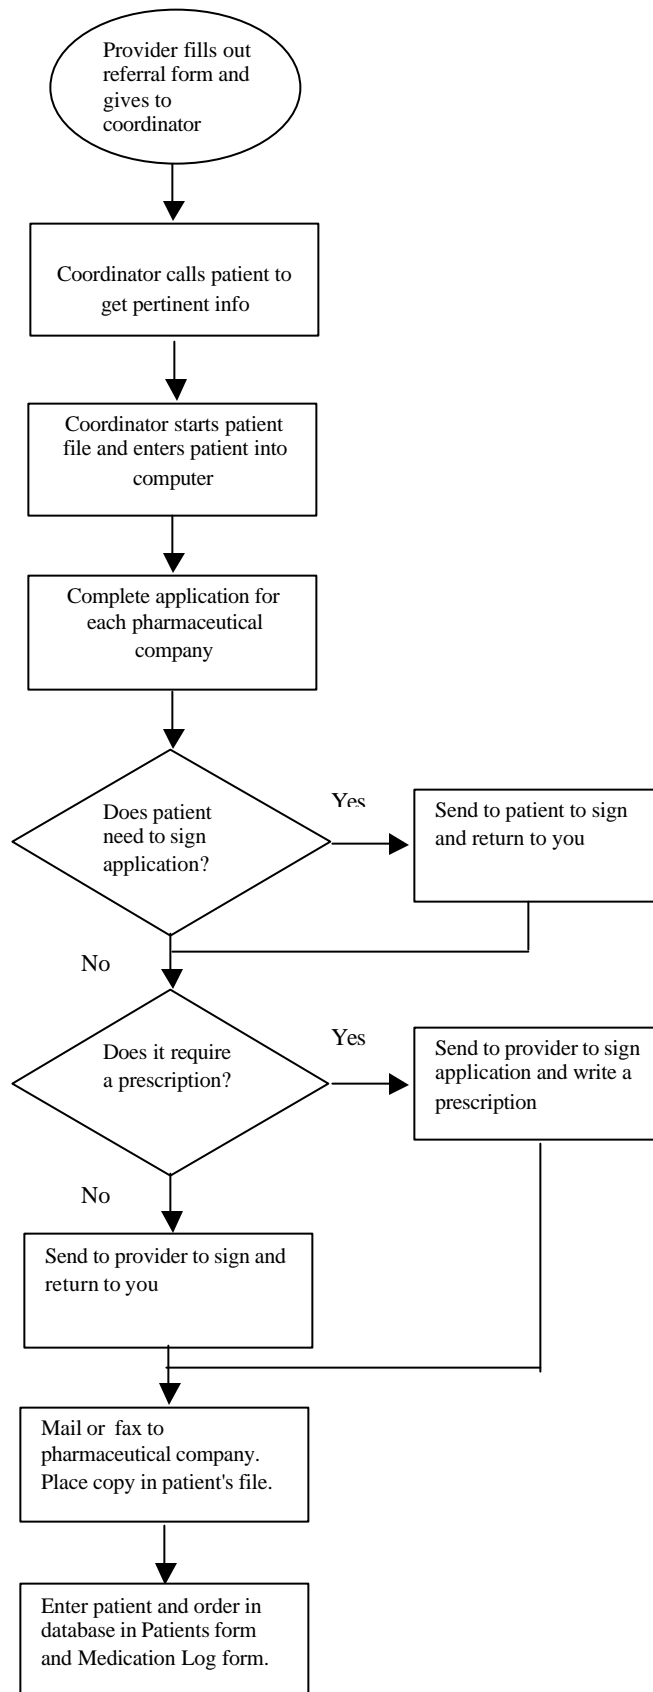 Provider fills out
referral form and
gives to
coordinator
Coordinator calls patient to
get pertinent info
Coordinator starts patient
file and enters patient into
computer
Complete application for
each pharmaceutical
company
Does patient
need to sign
application?
Yes
Send to patient to sign
and return to you
No
Does it require
a prescription?
Yes
Send to provider to sign
application and write a
prescription
No
Send to provider to sign and
return to you
Mail or fax to
pharmaceutical company.
Place copy in patient's file.
Enter patient and order in
database in Patients form
and Medication Log form.